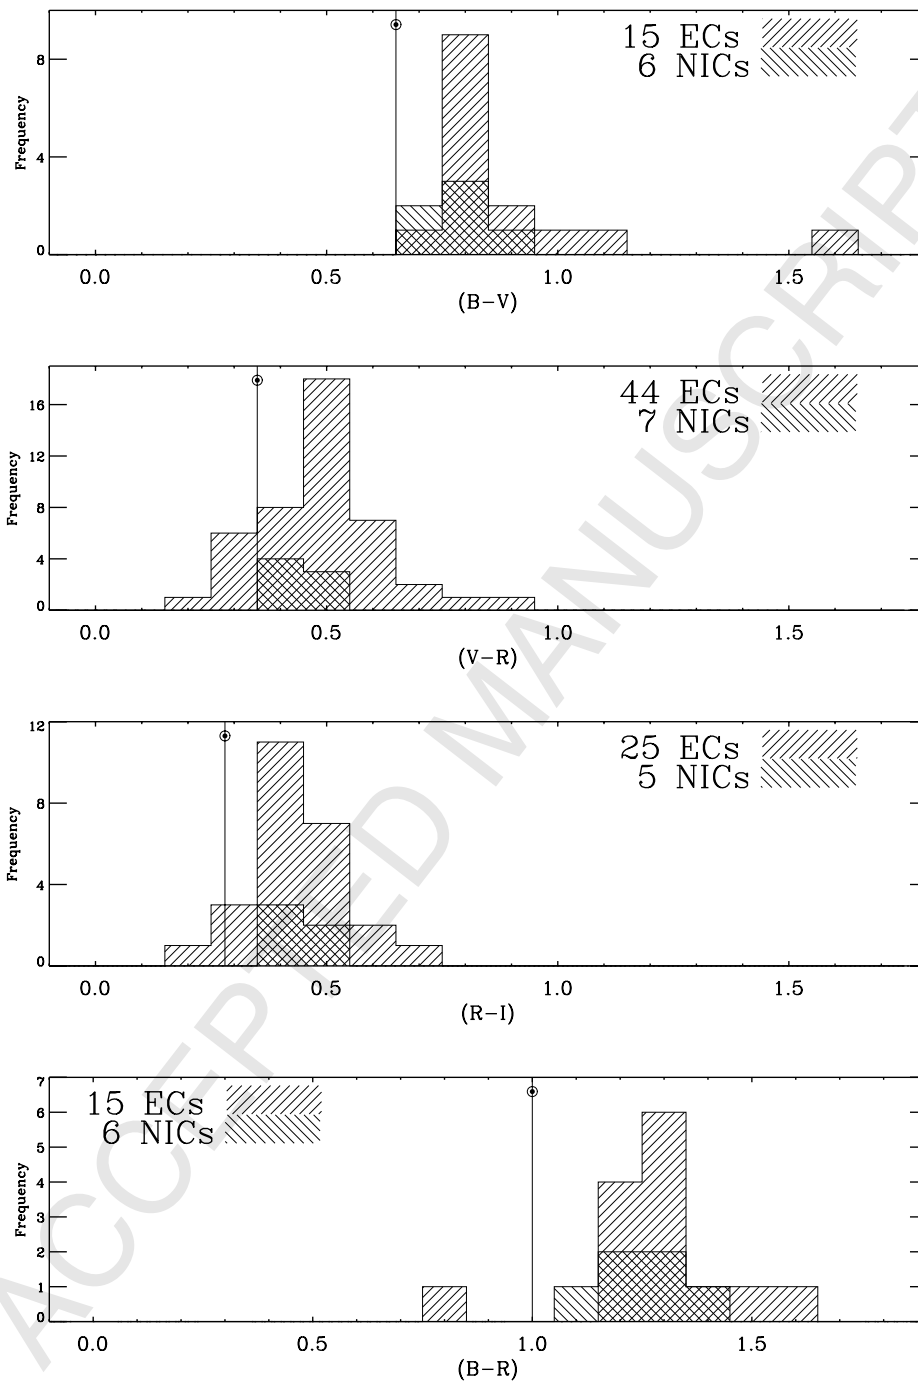 15 ECs
6 NICs
8
4
0
Frequency
0.0 0.5 1.0 1.5
(B-V)
44 ECs
7 NICs
16
12
8
4
0
Frequency
0.0 0.5 1.0 1.5
(V-R)
25 ECs
5 NICs
12
8
4
0
Frequency
0.0 0.5 1.0 1.5
(R-I)
15 ECs
6 NICs
7
6
5
4
3
2
1
0
Frequency
0.0 0.5 1.0 1.5
(B-R)
ACCEPTED MANUSCRIPT